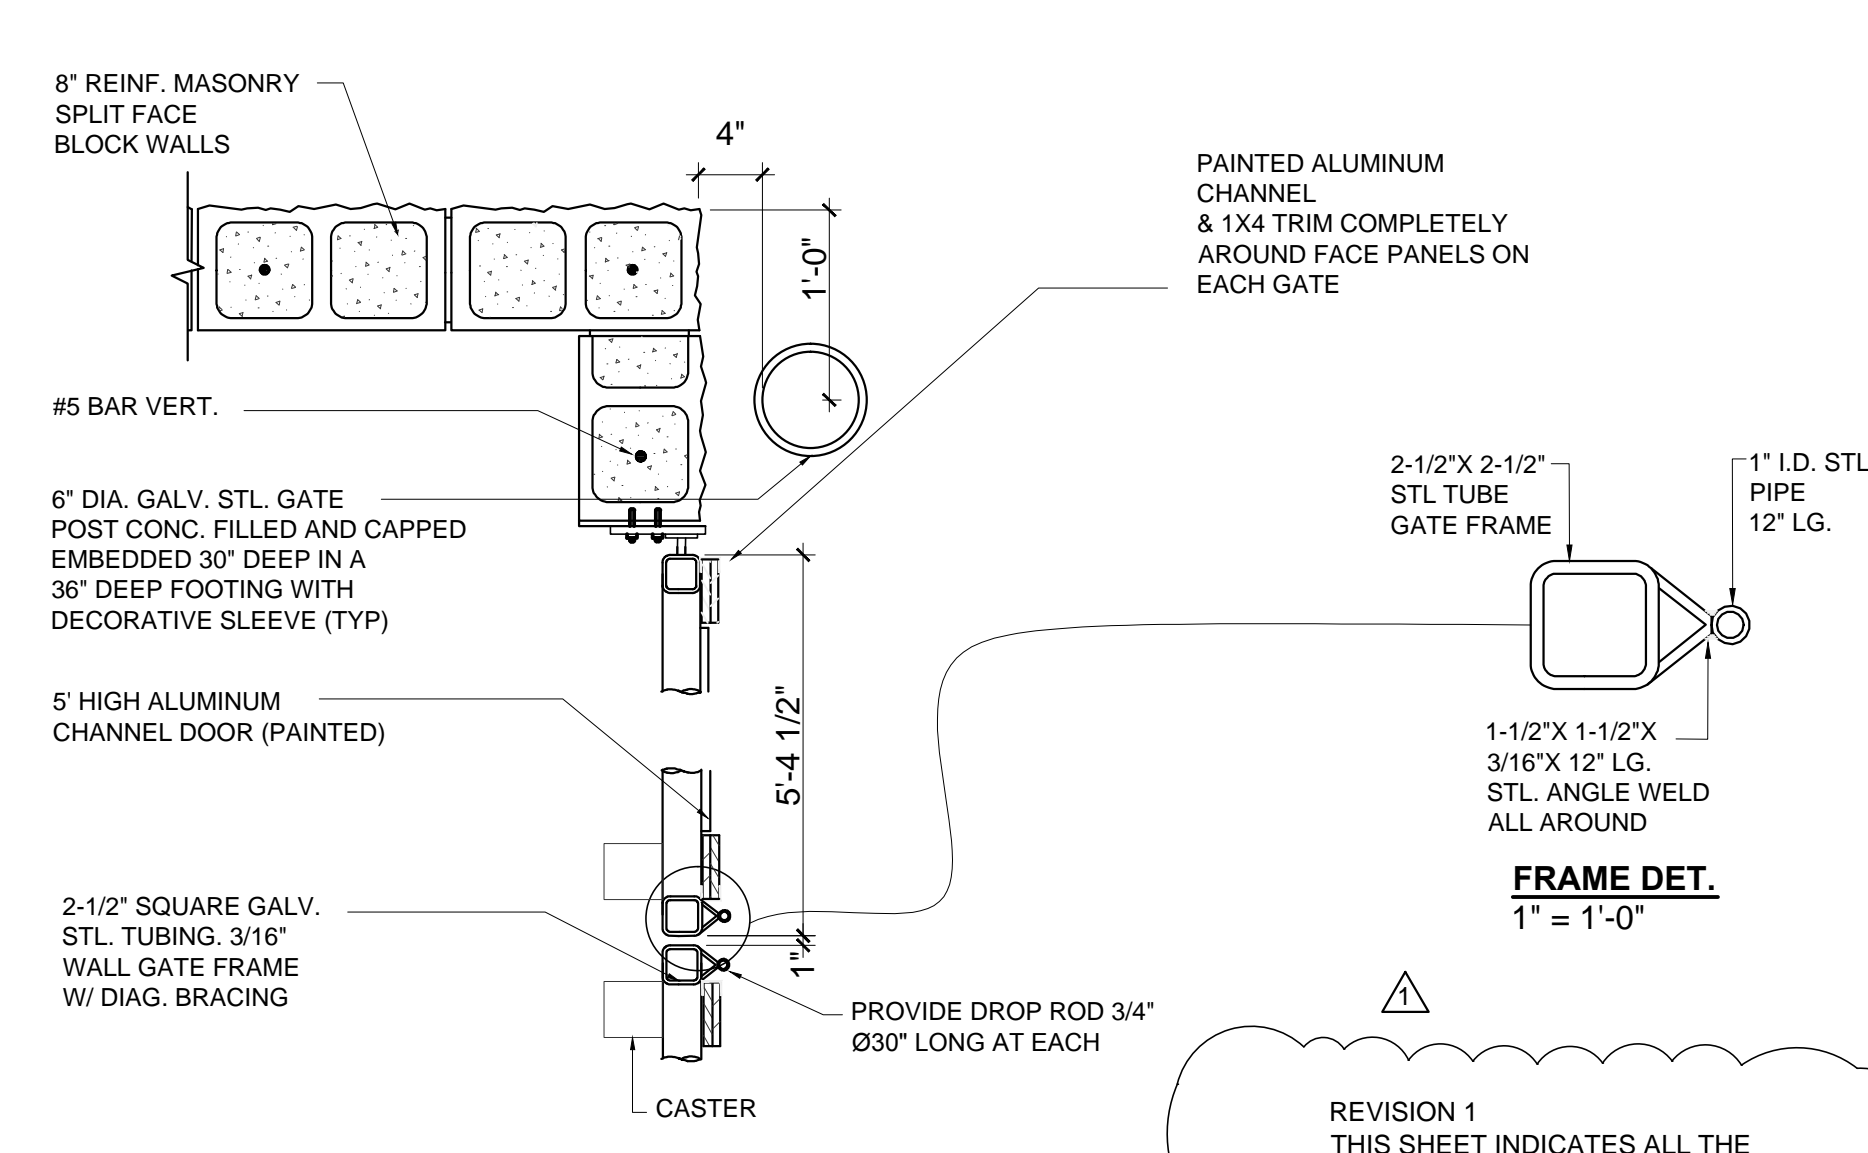 8" REINF. MASONRY
SPLIT FACE
BLOCK WALLS
4"
1'-0"
PAINTED ALUMINUM
CHANNEL
& 1X4 TRIM COMPLETELY
AROUND FACE PANELS ON
EACH GATE
#5 BAR VERT.
6" DIA. GALV. STL. GATE
POST CONC. FILLED AND CAPPED
EMBEDDED 30" DEEP IN A
36" DEEP FOOTING WITH
DECORATIVE SLEEVE (TYP)
5' HIGH ALUMINUM
CHANNEL DOOR (PAINTED)
5'-4 1/2"
2-1/2" SQUARE GALV.
STL. TUBING. 3/16"
WALL GATE FRAME
W/ DIAG. BRACING
1"
PROVIDE DROP ROD 3/4"
Ø30" LONG AT EACH
CASTER
2-1/2"X 2-1/2"
STL TUBE
GATE FRAME
1" I.D. STL
PIPE
12" LG.
1-1/2"X 1-1/2"X
3/16"X 12" LG.
STL. ANGLE WELD
ALL AROUND
FRAME DET.
1" = 1'-0"
1
REVISION 1
THIS SHEET INDICATES ALL THE